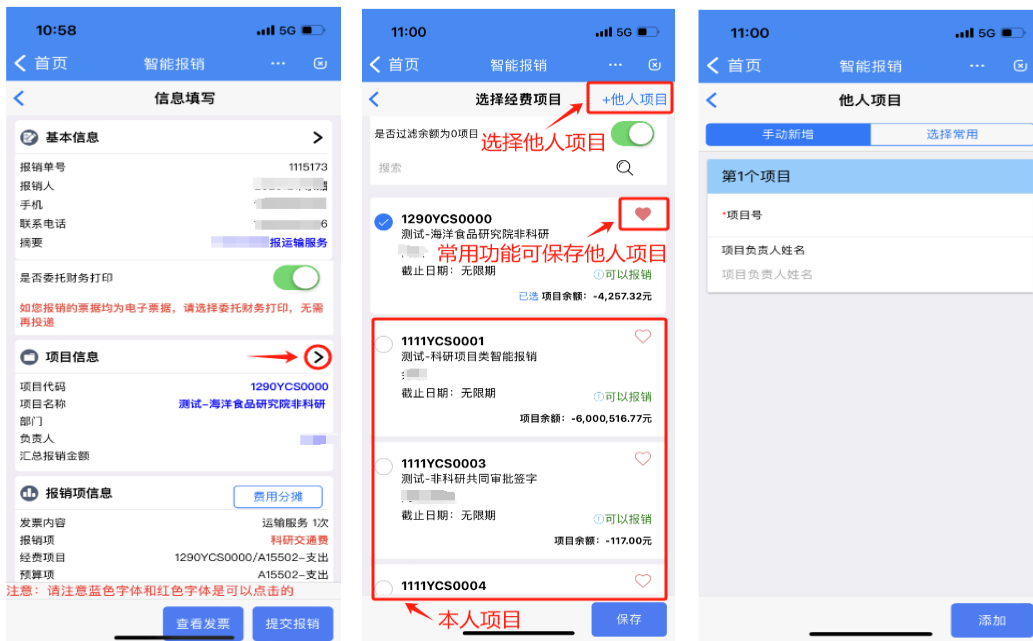 10:58
5G
首页
智能报销
信息填写
基本信息
报销单号 1115173
报销人
手机
联系电话 6
摘要 报运输服务
是否委托财务打印
如您报销的票据均为电子票据，请选择委托财务打印，无需
再投递
项目信息
项目代码 1290YCS0000
项目名称 测试-海洋食品研究院非科研
部门
负责人
汇总报销金额
报销项信息 费用分摊
发票内容 运输服务 1次
报销项 科研交通费
经费项目 1290YCS0000/A15502-支出
预算项 A15502-支出
注意：请注意蓝色字体和红色字体是可以点击的
查看发票 提交报销
11:00
5G
首页
智能报销
选择经费项目 +他人项目
是否过滤余额为0项目
选择他人项目
搜索
1290YCS0000
测试-海洋食品研究院非科研
常用功能可保存他人项目
截止日期：无限期
可以报销
已选 项目余额：-4,257.32元
1111YCS0001
测试-科研项目类智能报销
截止日期：无限期
可以报销
项目余额：-6,000,516.77元
1111YCS0003
测试-非科研共同审批签字
截止日期：无限期
可以报销
项目余额：-117.00元
1111YCS0004
本人项目
保存
11:00
5G
首页
智能报销
他人项目
手动新增 选择常用
第1个项目
*项目号
项目负责人姓名
项目负责人姓名
添加